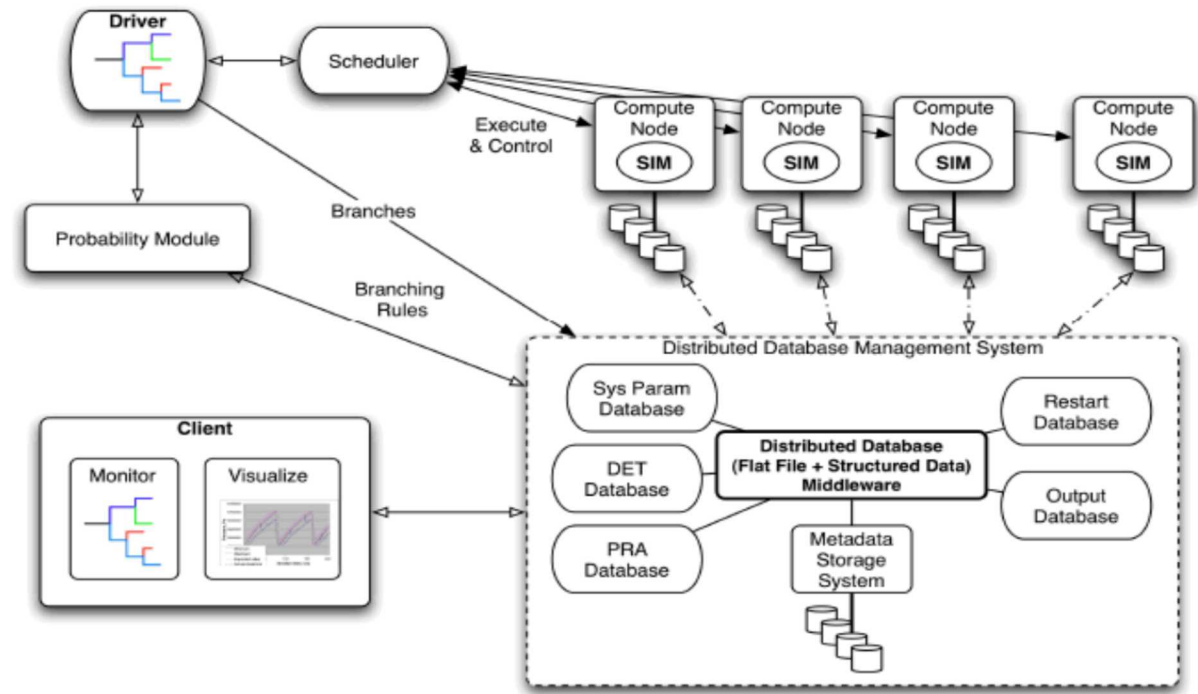 Driver
Scheduler
Execute
& Control
Compute
Node
SIM
Compute
Node
SIM
Compute
Node
SIM
Compute
Node
SIM
Branches
Probability Module
Branching
Rules
Distributed Database Management System
Sys Param
Database
DET
Database
PRA
Database
Distributed Database
(Flat File + Structured Data)
Middleware
Restart
Database
Output
Database
Metadata
Storage
System
Client
Monitor
Visualize